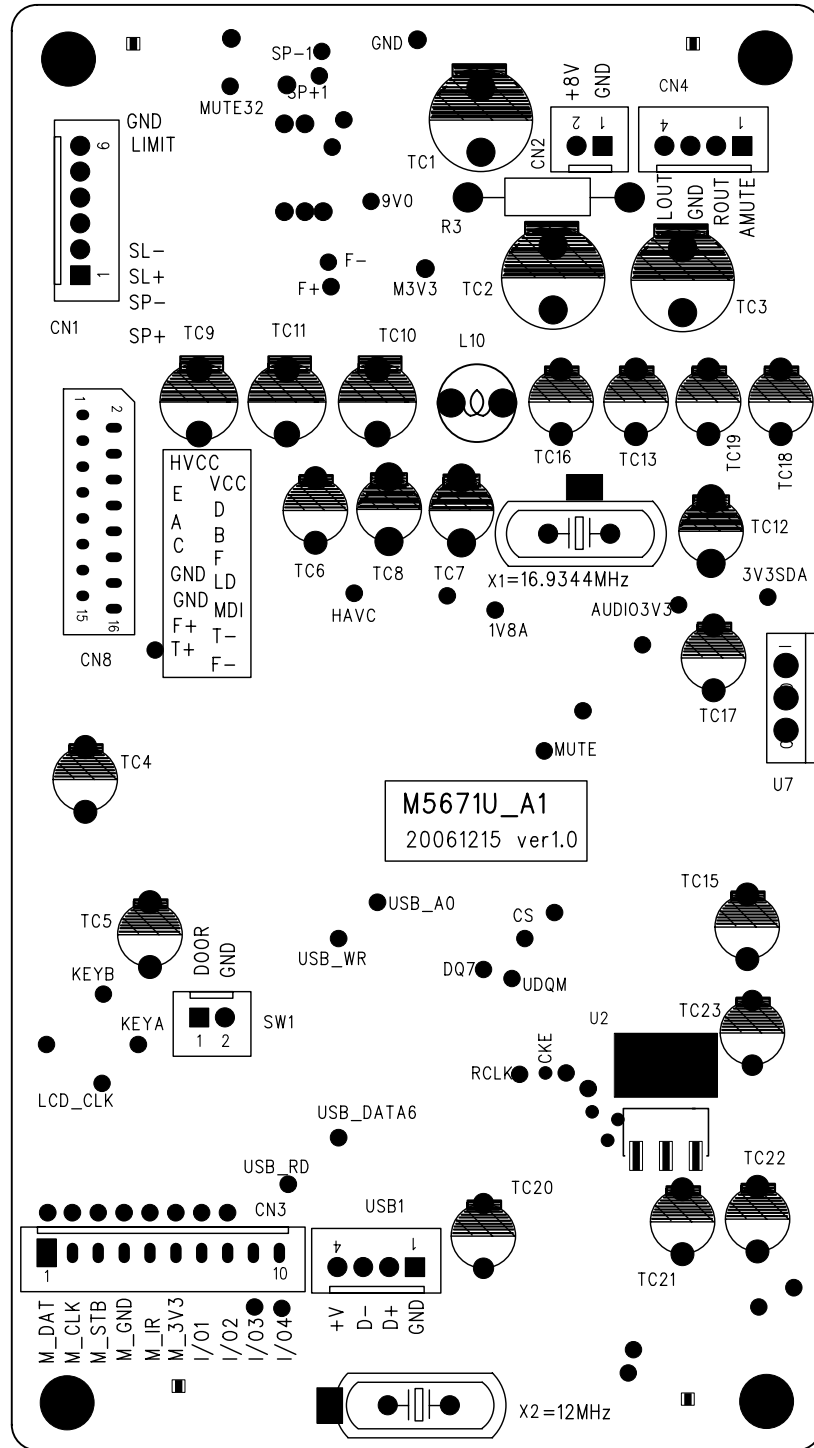 SP-1
GND
MUTE32
SP+1
+8V
GND
CN4
GND
LIMIT
6
1
TC1
CN2
2
1
4
1
9V0
R3
LOUT
GND
ROUT
AMUTE
SL-
SL+
SP-
SP+
1
CN1
F-
F+
M3V3
TC2
TC3
TC9
TC11
TC10
L10
TC16
TC13
TC19
TC18
1
2
15
16
CN8
HVCC
VCC
E
D
A
B
C
F
GND
LD
GND
MDI
F+
T-
T+
F-
TC6
TC8
TC7
X1=16.9344MHz
TC12
HAVC
1V8A
AUDIO3V3
3V3SDA
TC17
I
O
U7
MUTE
TC4
M5671U_A1
20061215 ver1.0
TC15
TC5
DOOR
GND
USB_A0
USB_WR
CS
DQ7
UDQM
KEYB
KEYA
1
2
SW1
TC23
U2
LCD_CLK
RCLK
CKE
USB_DATA6
USB_RD
CN3
USB1
TC20
TC22
1
10
4
1
TC21
M_DAT
M_CLK
M_STB
M_GND
M_IR
M_3V3
I/O1
I/O2
I/O3
I/O4
+V
D-
D+
GND
X2=12MHz